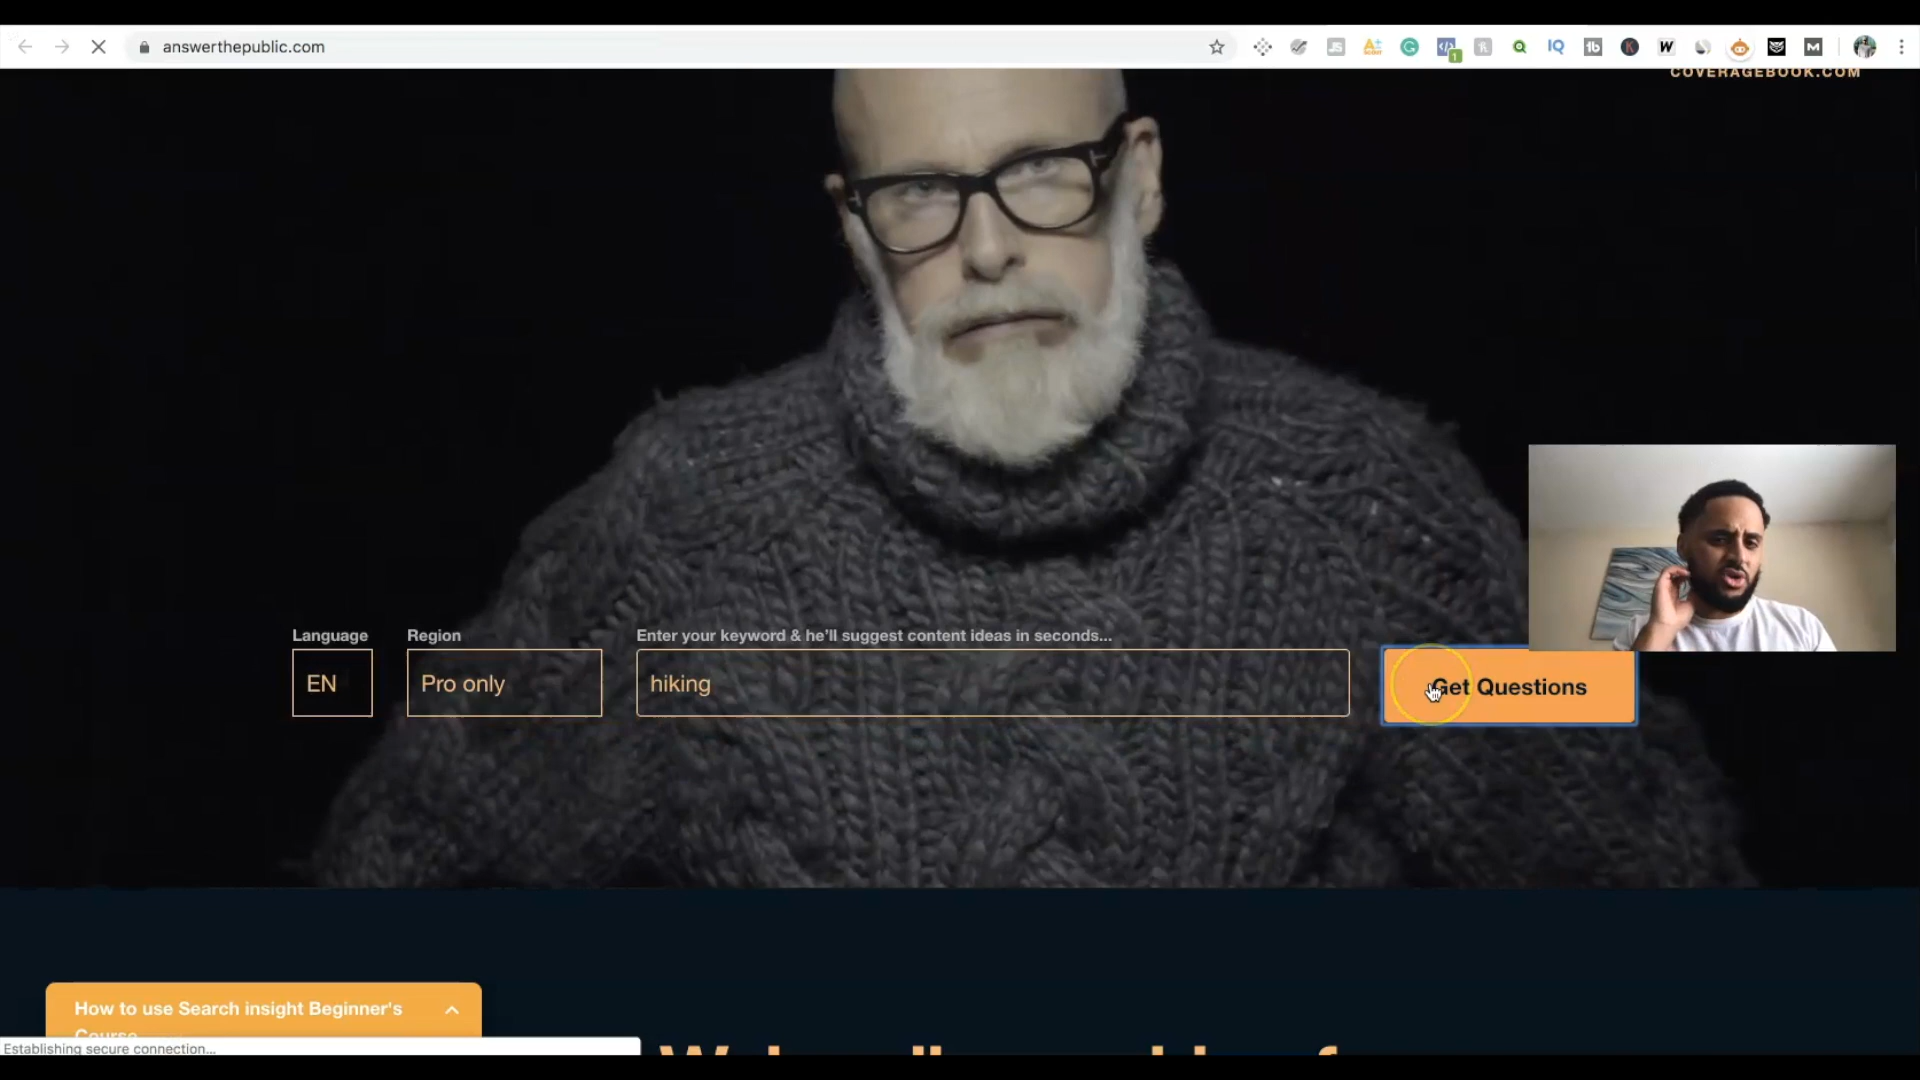 answerthepublic.com
COVERAGEBOOK.COM
Language
Region
Enter your keyword & he'll suggest content ideas in seconds...
EN
Pro only
hiking
Get Questions
How to use Search insight Beginner's
Course
Establishing secure connection...